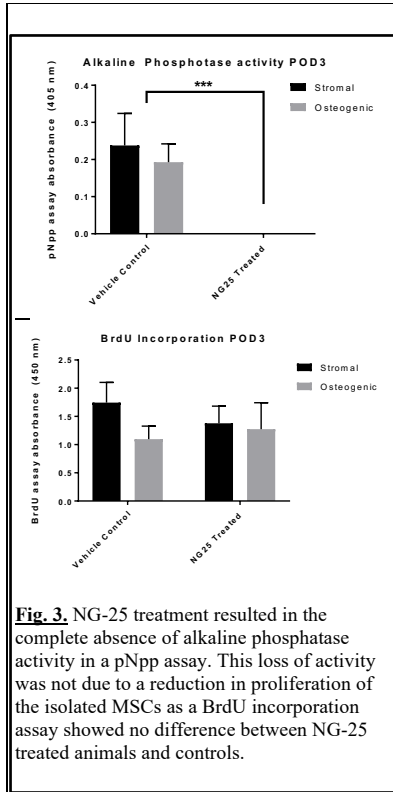 Alkaline Phosphotase activity POD3
pNpp assay absorbance (405 nm)
0.4
0.3
0.2
0.1
0.0
***
Stromal
Osteogenic
Vehicle Control
NG25 Treated
BrdU Incorporation POD3
BrdU assay absorbance (450 nm)
2.5
2.0
1.5
1.0
0.5
0.0
Stromal
Osteogenic
Vehicle Control
NG25 Treated
Fig. 3. NG-25 treatment resulted in the
complete absence of alkaline phosphatase
activity in a pNpp assay. This loss of activity
was not due to a reduction in proliferation of
the isolated MSCs as a BrdU incorporation
assay showed no difference between NG-25
treated animals and controls.